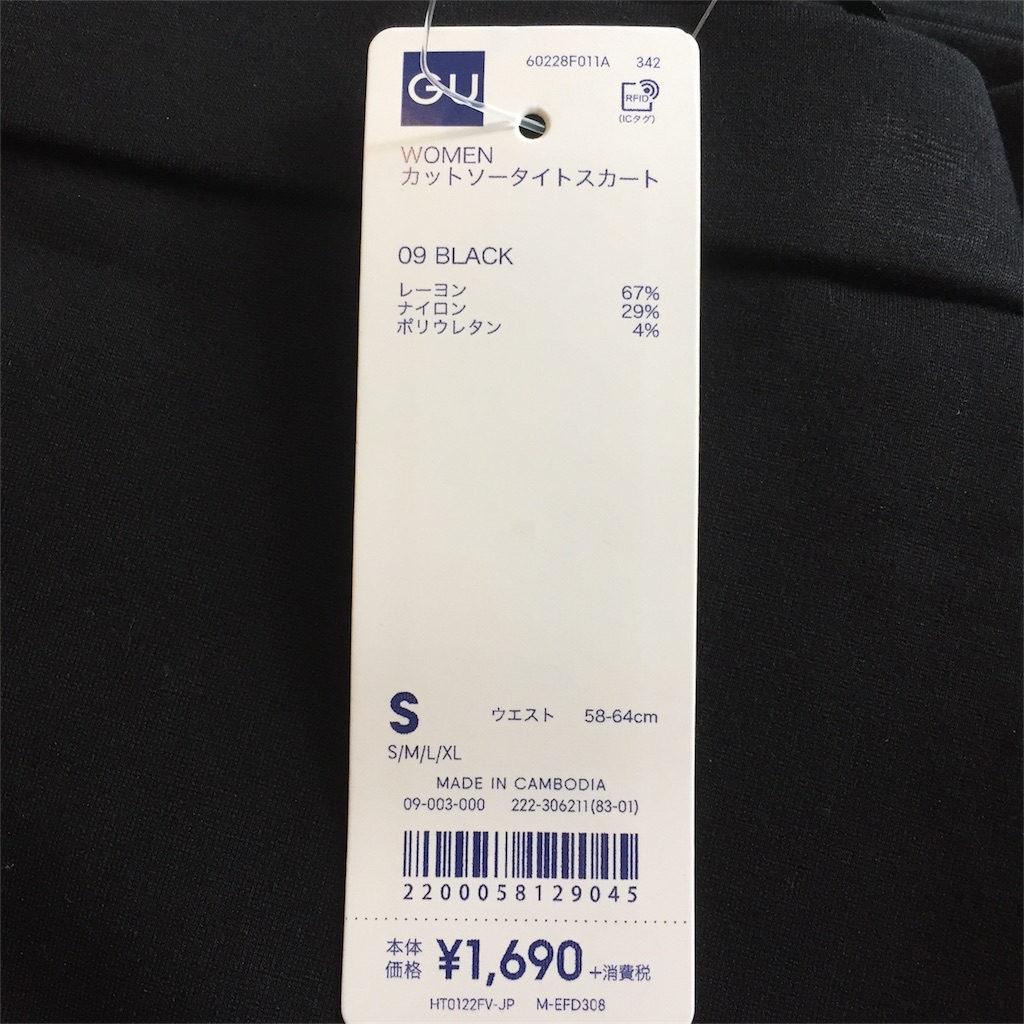 GU
60228F011A 342
RFID
(ICタグ)
WOMEN
カットソータイトスカート
09 BLACK
レーヨン 67%
ナイロン 29%
ポリウレタン 4%
S ウエスト 58-64cm
S/M/L/XL
MADE IN CAMBODIA
09-003-000 222-306211(83-01)
2200058129045
本体価格 ¥1,690 +消費税
HT0122FV-JP M-EFD308